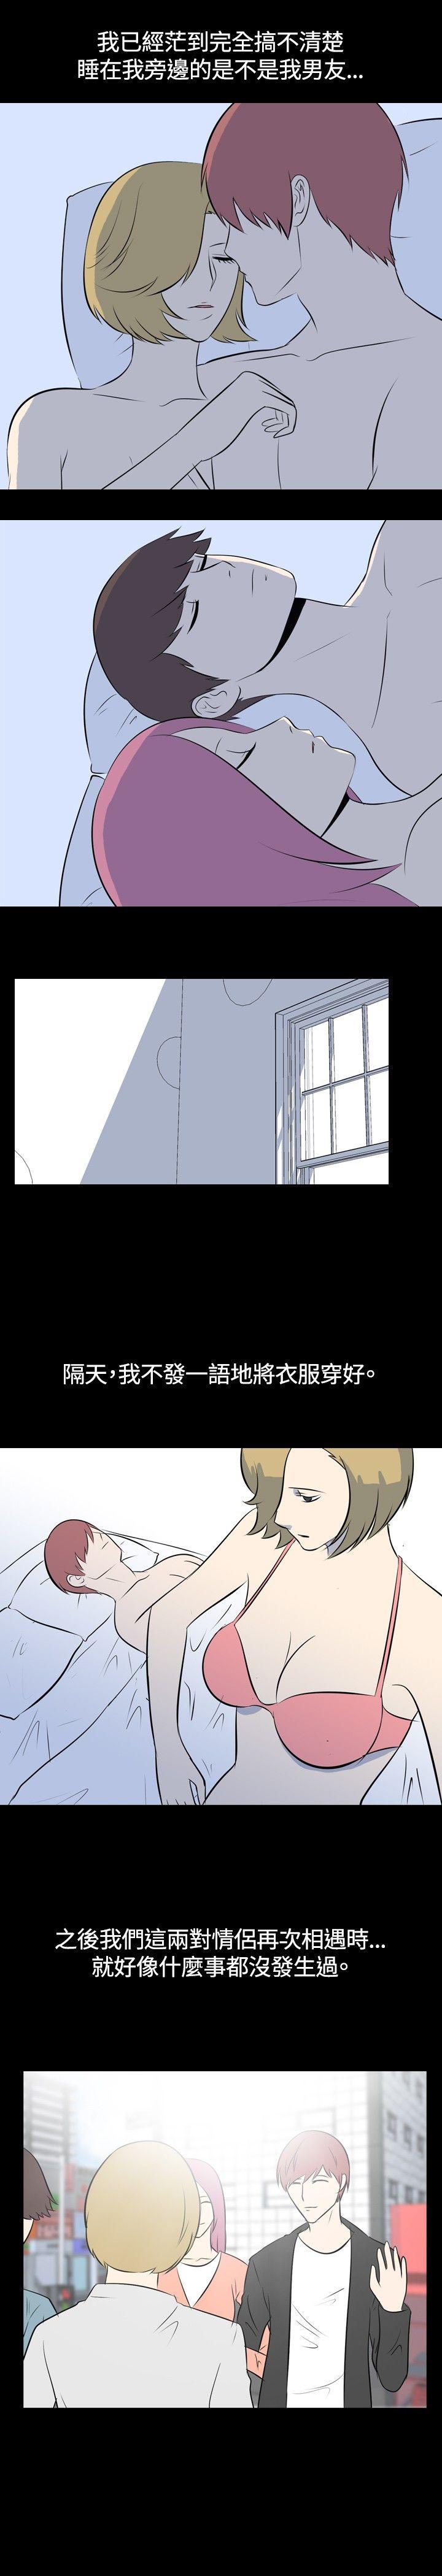 我已經茫到完全搞不清楚
睡在我旁邊的是不是我男友...
隔天,我不發一語地將衣服穿好。
之後我們這兩對情侶再次相遇時...
就好像什麼事都沒發生過。